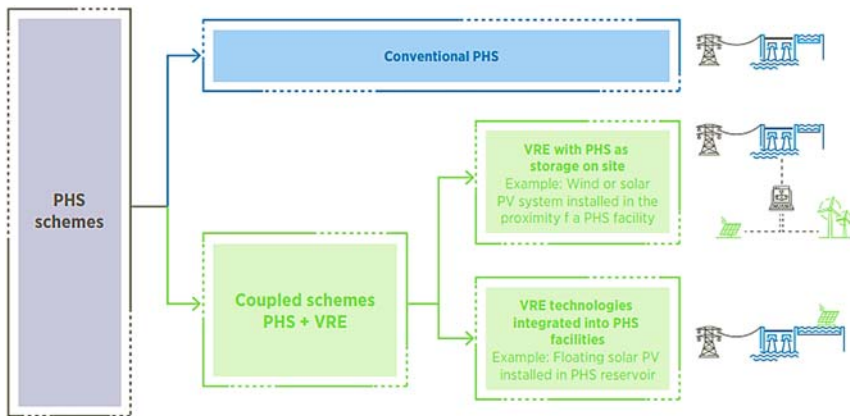 PHS
schemes
Conventional PHS
Coupled schemes
PHS + VRE
VRE with PHS as
storage on site
Example: Wind or solar
PV system installed in the
proximity f a PHS facility
VRE technologies
integrated into PHS
facilities
Example: Floating solar PV
installed in PHS reservoir